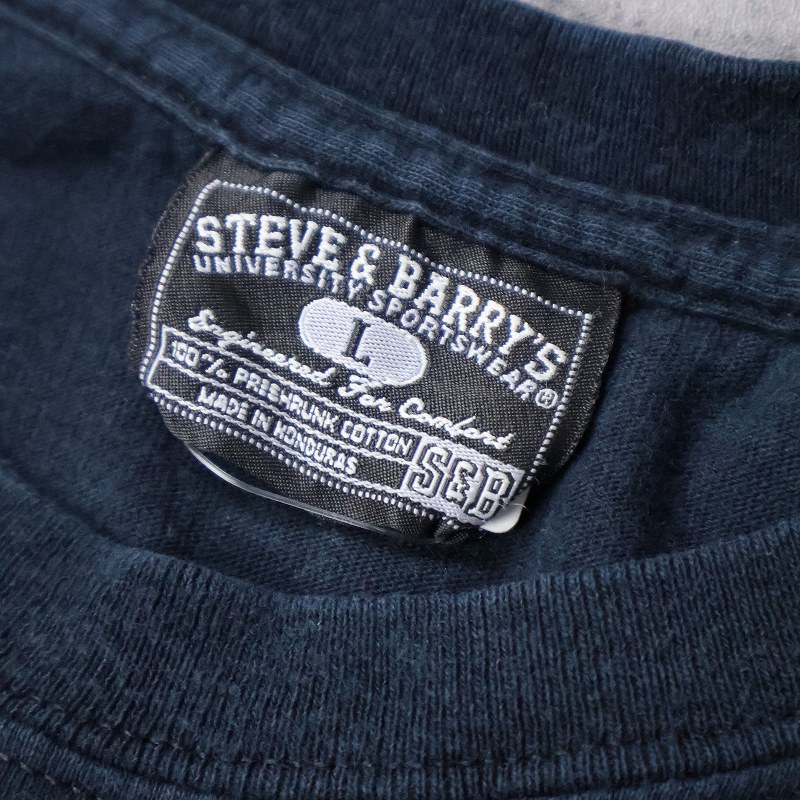 STEVE & BARRY'S
UNIVERSITY SPORTSWEAR®
L
Engineered For Comfort
100% PRESHRUNK COTTON
MADE IN HONDURAS
S&B